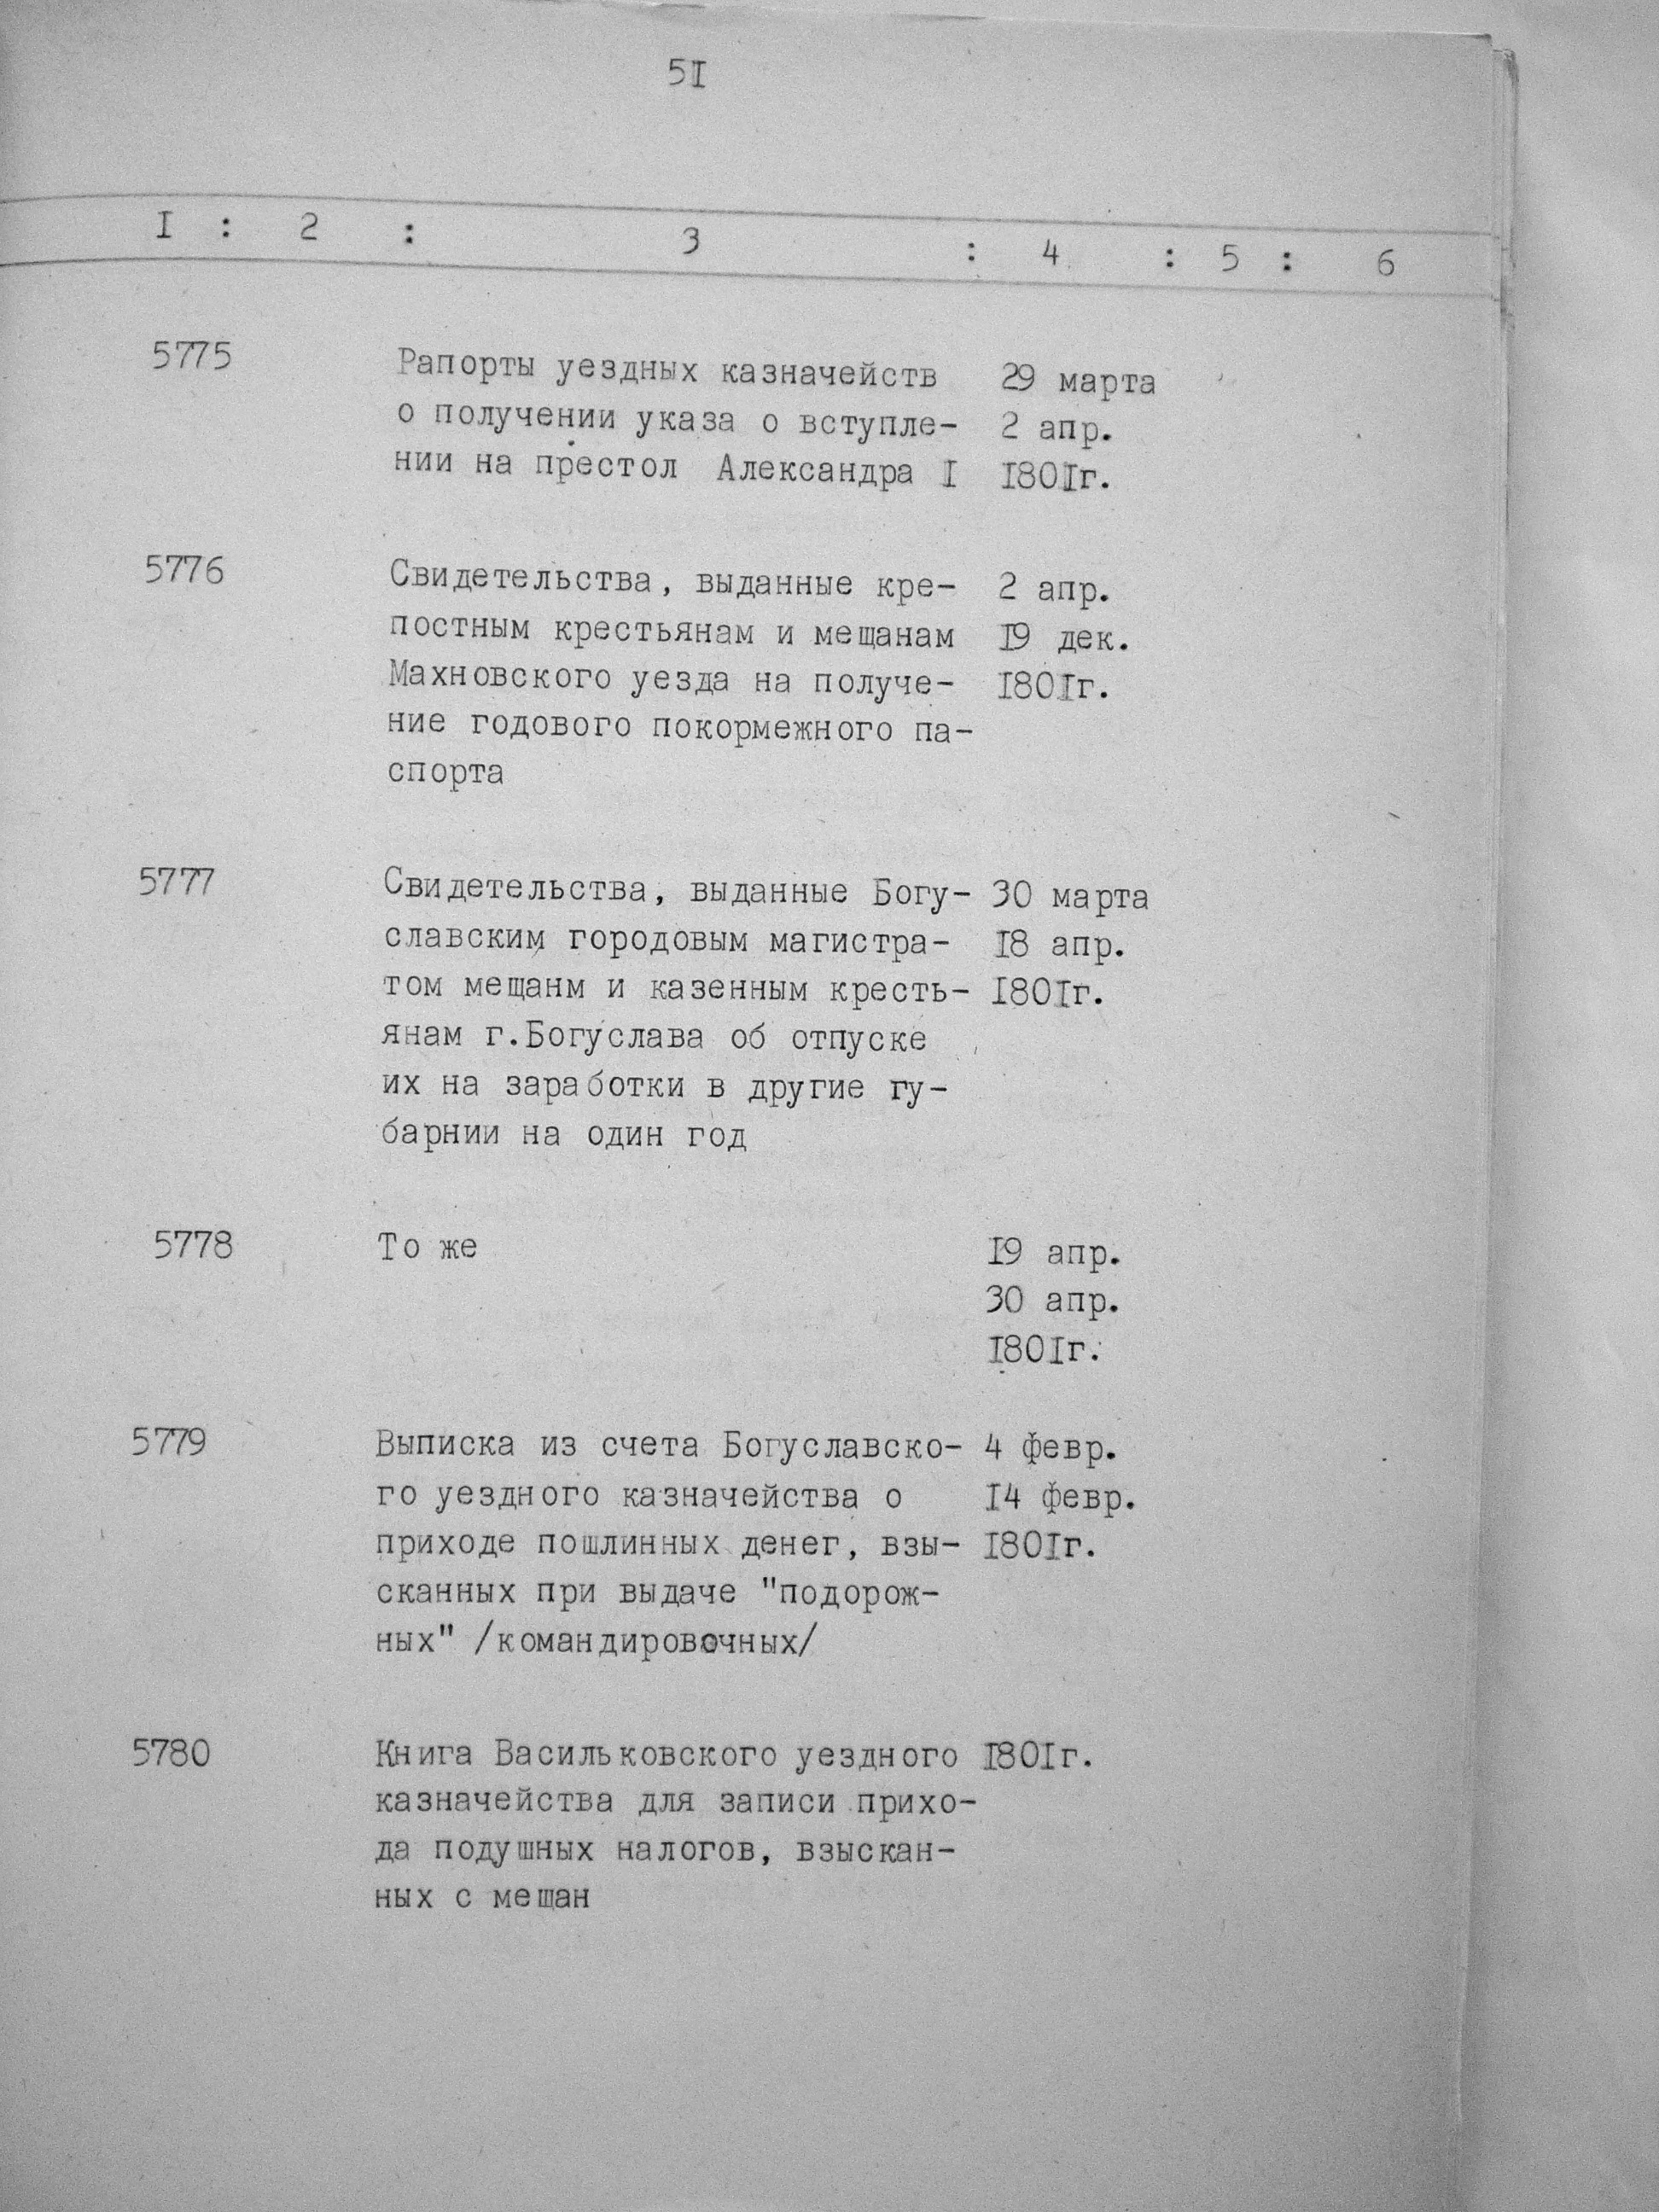 51
I : 2 : 3 : 4 : 5 : 6
5775 Рапорты уездных казначейств 29 марта
о получении указа о вступле- 2 апр.
нии на престол Александра I I80Iг.
5776 Свидетельства, выданные кре- 2 апр.
постным крестьянам и мещанам I9 дек.
Махновского уезда на получе- I80Iг.
ние годового покормежного па-
спорта
5777 Свидетельства, выданные Богу- 30 марта
славским городовым магистра- I8 апр.
том мещанм и казенным кресть- I80Iг.
янам г.Богуслава об отпуске
их на заработки в другие гу-
барнии на один год
5778 То же I9 апр.
30 апр.
I80Iг.
5779 Выписка из счета Богуславско- 4 февр.
го уездного казначейства о I4 февр.
приходе пошлинных денег, взы- I80Iг.
сканных при выдаче "подорож-
ных" /командировочных/
5780 Книга Васильковского уездного I80Iг.
казначейства для записи прихо-
да подушных налогов, взыскан-
ных с мещан